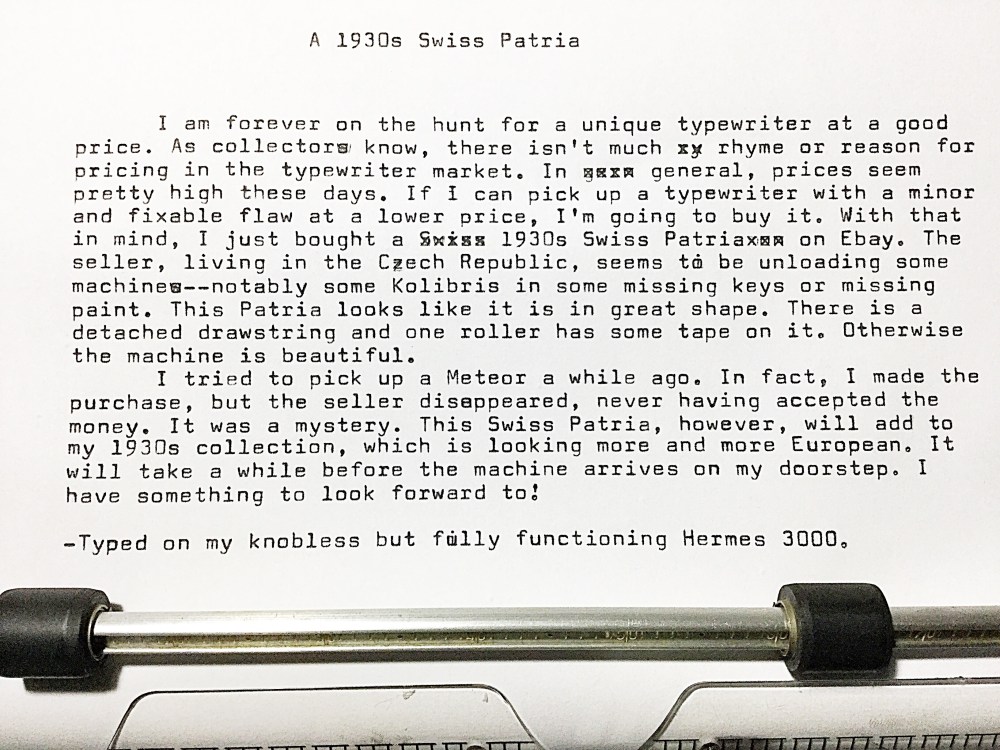 A 1930s Swiss Patria
I am forever on the hunt for a unique typewriter at a good
price. As collectors know, there isn't much xy rhyme or reason for
pricing in the typewriter market. In general, prices seem
pretty high these days. If I can pick up a typewriter with a minor
and fixable flaw at a lower price, I'm going to buy it. With that
in mind, I just bought a 1930s Swiss Patria on Ebay. The
seller, living in the Czech Republic, seems to be unloading some
machines--notably some Kolibris in some missing keys or missing
paint. This Patria looks like it is in great shape. There is a
detached drawstring and one roller has some tape on it. Otherwise
the machine is beautiful.
I tried to pick up a Meteor a while ago. In fact, I made the
purchase, but the seller disappeared, never having accepted the
money. It was a mystery. This Swiss Patria, however, will add to
my 1930s collection, which is looking more and more European. It
will take a while before the machine arrives on my doorstep. I
have something to look forward to!
-Typed on my knobless but fully functioning Hermes 3000.